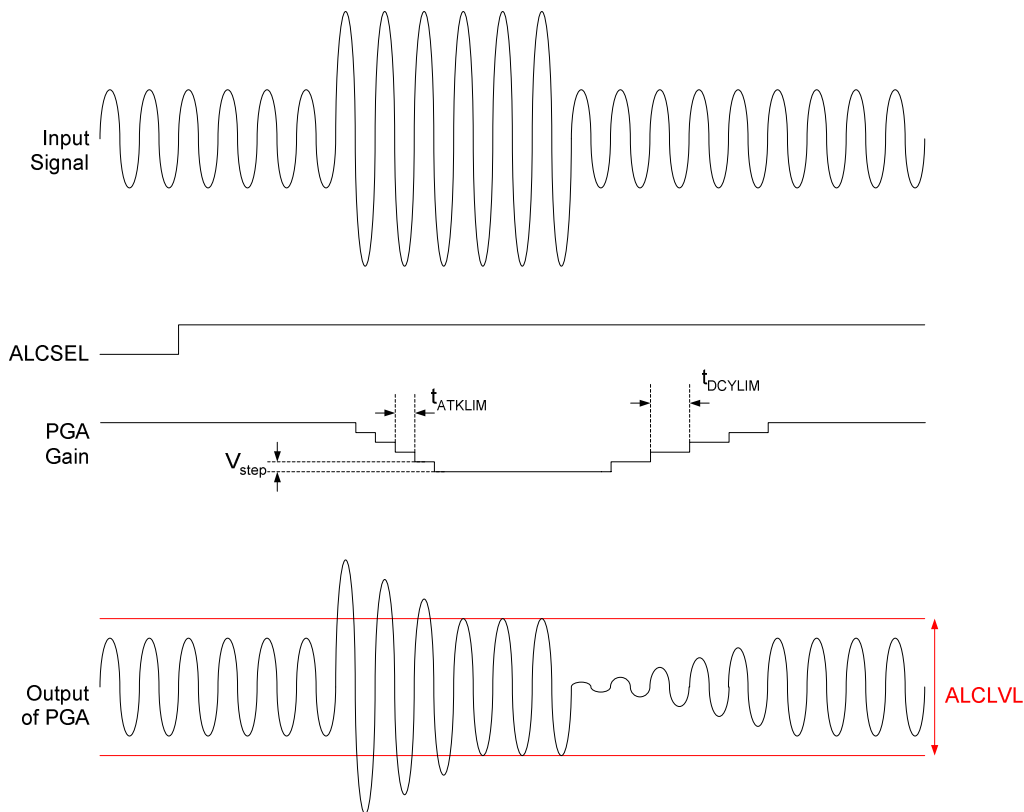 Input
Signal
ALCSEL
tATKLIM
tDCYLIM
PGA
Gain
Vstep
Output
of PGA
ALCLVL